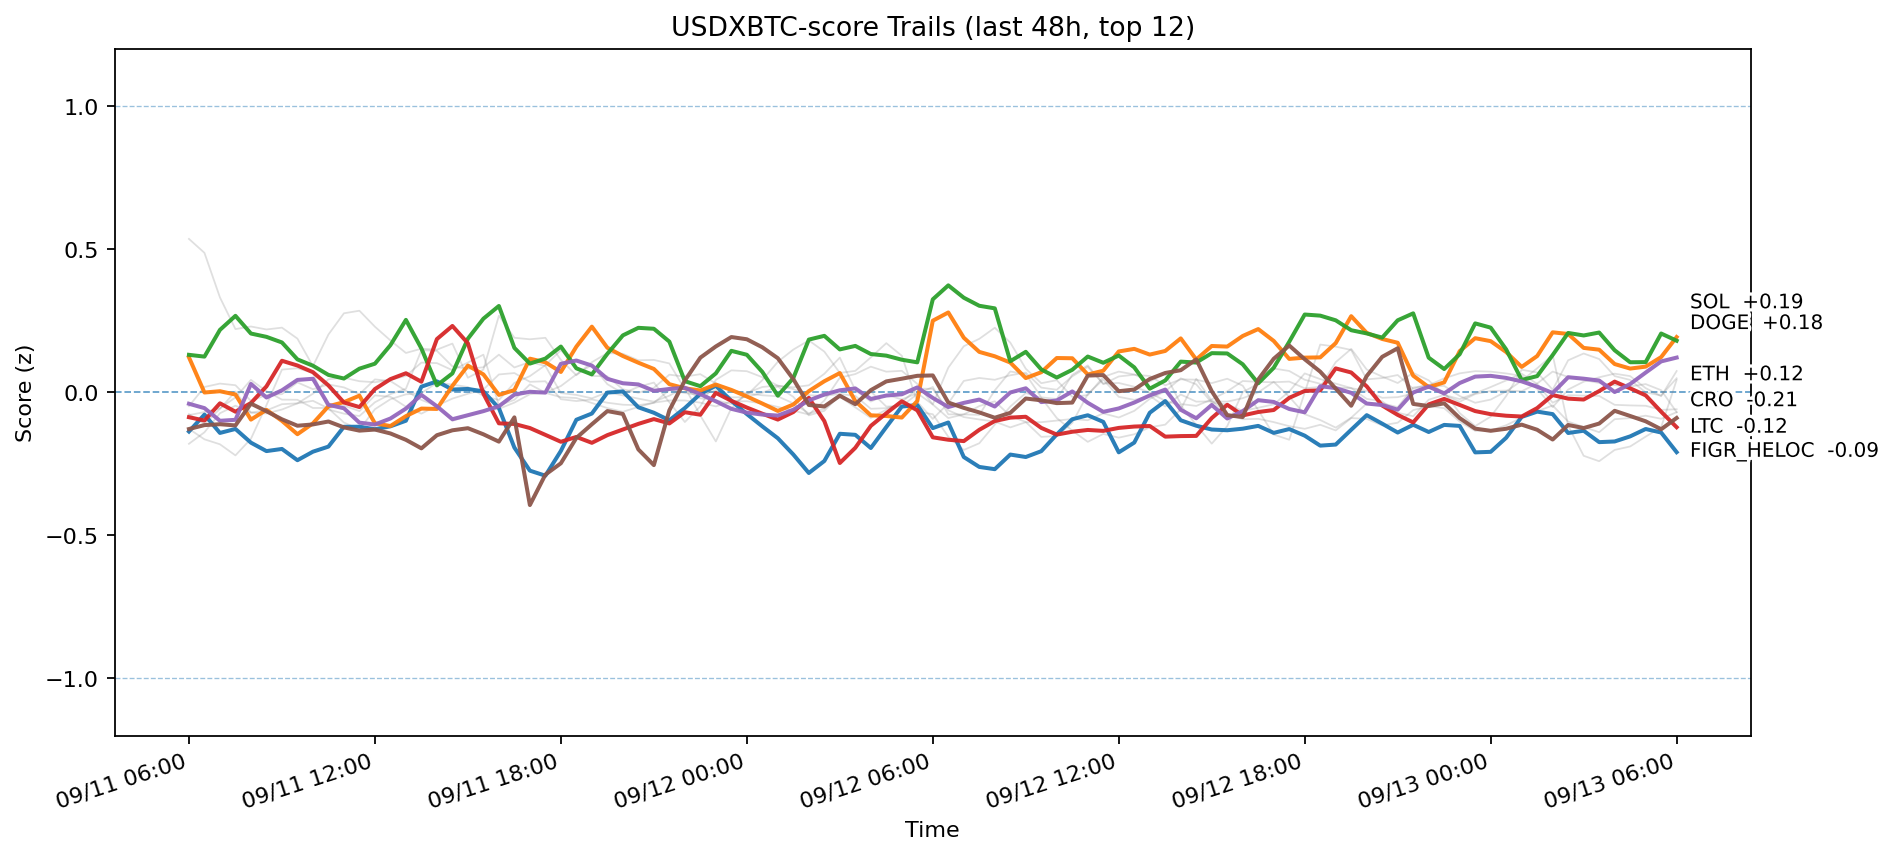 USDXBTC-score Trails (last 48h, top 12)
Score (z)
1.0
0.5
0.0
−0.5
−1.0
SOL +0.19
DOGE +0.18
ETH +0.12
CRO -0.21
LTC -0.12
FIGR_HELOC -0.09
09/11 06:00
09/11 12:00
09/11 18:00
09/12 00:00
09/12 06:00
09/12 12:00
09/12 18:00
09/13 00:00
09/13 06:00
Time